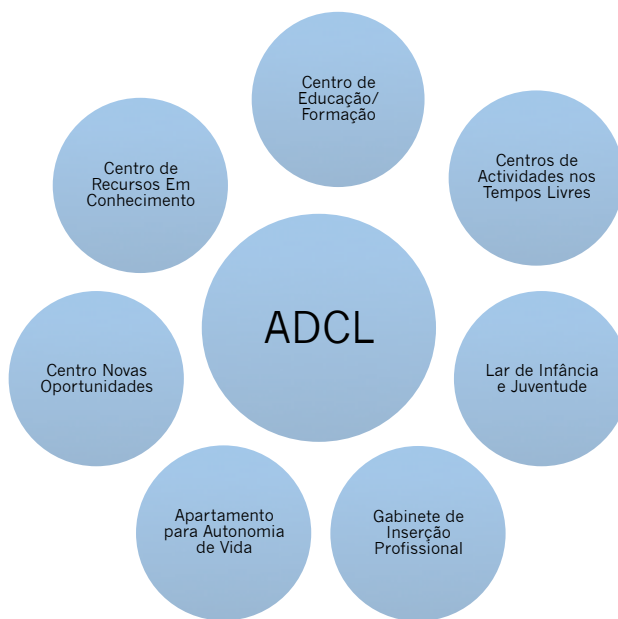 Centro de
Educação/
Formação
Centros de
Actividades nos
Tempos Livres
Centro de
Recursos Em
Conhecimento
ADCL
Centro Novas
Oportunidades
Lar de Infância
e Juventude
Apartamento
para Autonomia
de Vida
Gabinete de
Inserção
Profissional